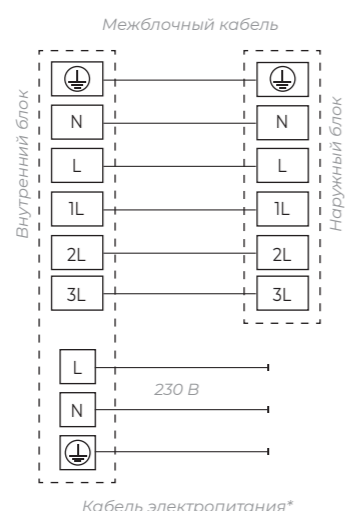 Межблочный кабель
Внутренний блок
Наружный блок
N N
L L
1L 1L
2L 2L
3L 3L
L
230 В
N
Кабель электропитания*